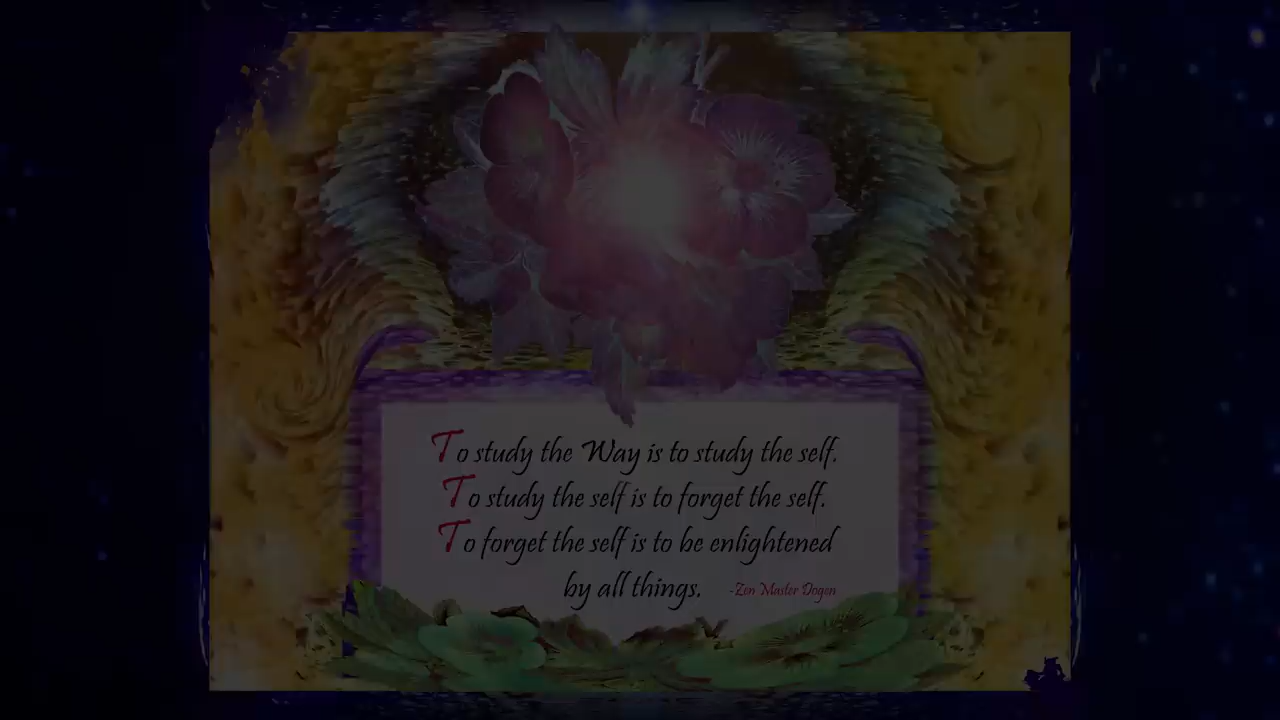 To study the Way is to study the self.
To study the self is to forget the self.
To forget the self is to be enlightened
by all things. -Zen Master Dogen